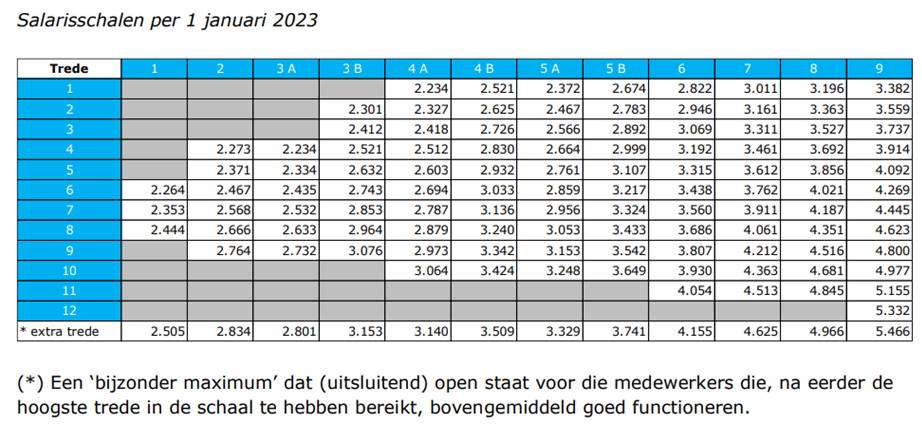 Salarisschalen per 1 januari 2023
Trede 1 2 3 A 3 B 4 A 4 B 5 A 5 B 6 7 8 9
1 2.234 2.521 2.372 2.674 2.822 3.011 3.196 3.382
2 2.301 2.327 2.625 2.467 2.783 2.946 3.161 3.363 3.559
3 2.412 2.418 2.726 2.566 2.892 3.069 3.311 3.527 3.737
4 2.273 2.234 2.521 2.512 2.830 2.664 2.999 3.192 3.461 3.692 3.914
5 2.371 2.334 2.632 2.603 2.932 2.761 3.107 3.315 3.612 3.856 4.092
6 2.264 2.467 2.435 2.743 2.694 3.033 2.859 3.217 3.438 3.762 4.021 4.269
7 2.353 2.568 2.532 2.853 2.787 3.136 2.956 3.324 3.560 3.911 4.187 4.445
8 2.444 2.666 2.633 2.964 2.879 3.240 3.053 3.433 3.686 4.061 4.351 4.623
9 2.764 2.732 3.076 2.973 3.342 3.153 3.542 3.807 4.212 4.516 4.800
10 3.064 3.424 3.248 3.649 3.930 4.363 4.681 4.977
11 4.054 4.513 4.845 5.155
12 5.332
* extra trede 2.505 2.834 2.801 3.153 3.140 3.509 3.329 3.741 4.155 4.625 4.966 5.466
(*) Een ‘bijzonder maximum’ dat (uitsluitend) open staat voor die medewerkers die, na eerder de
hoogste trede in de schaal te hebben bereikt, bovengemiddeld goed functioneren.